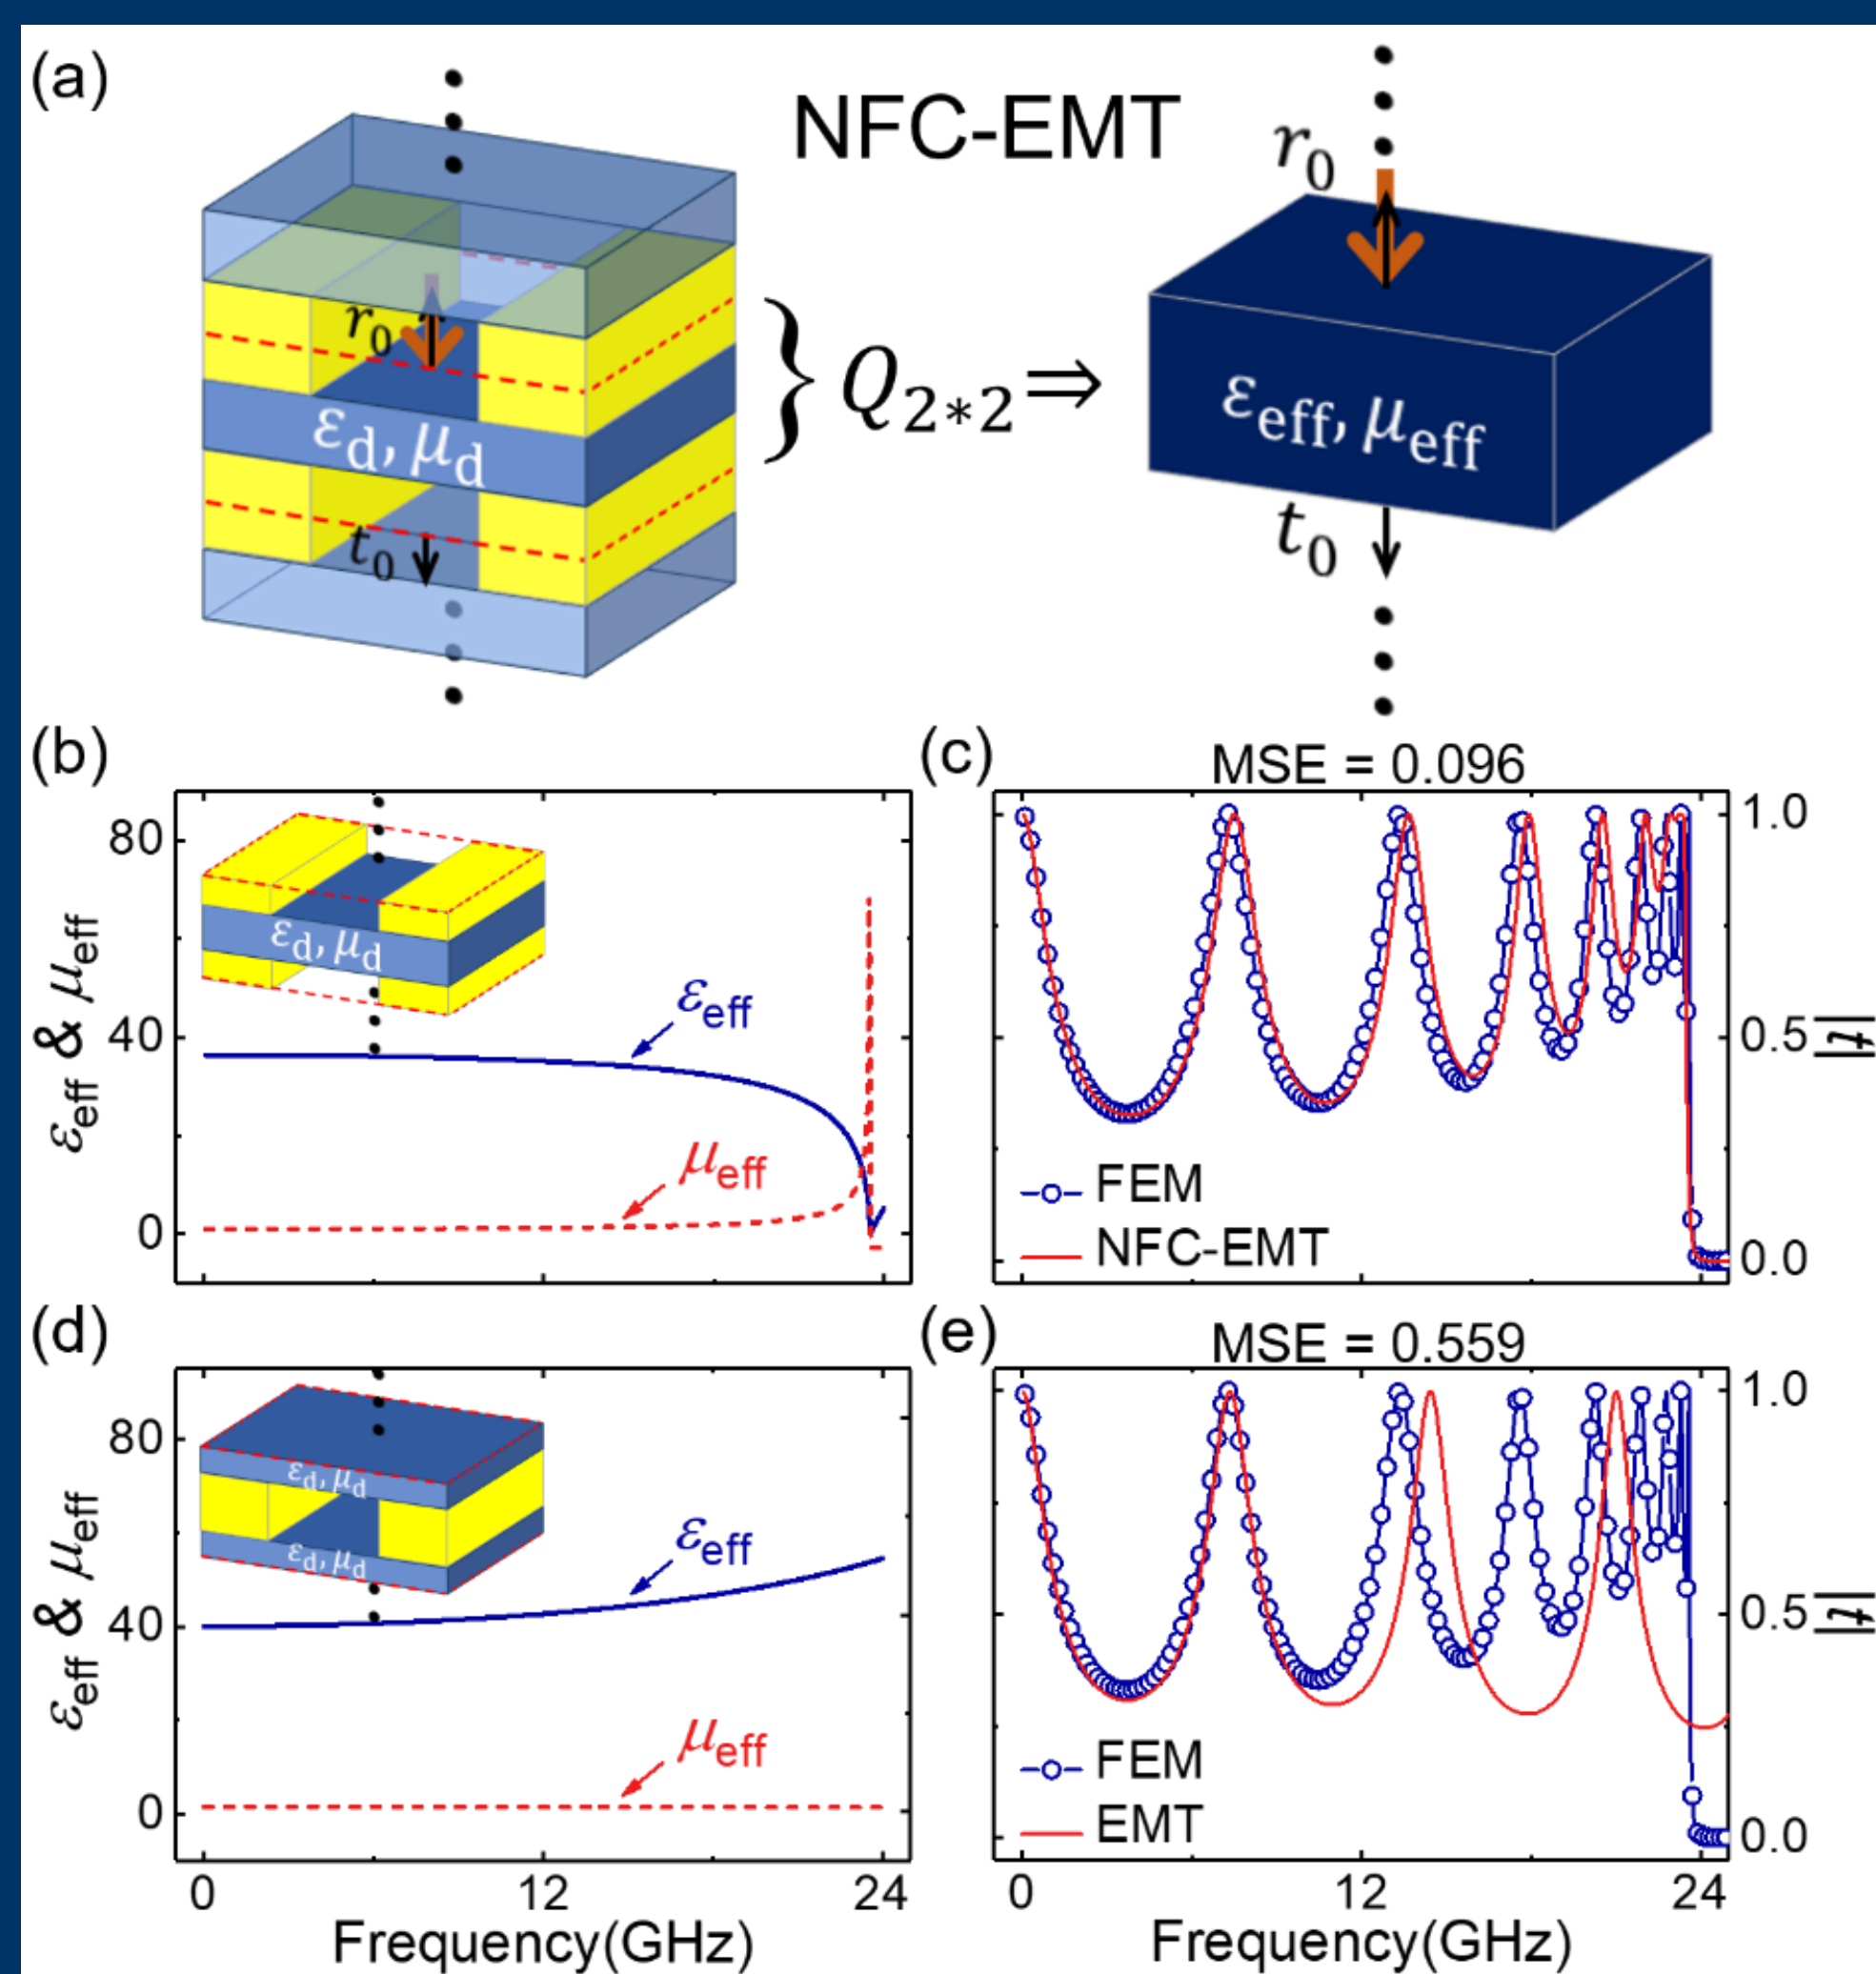 (a)
NFC-EMT
r₀
r₀
εd, μd
} Q₂*₂ ⇒
εeff, μeff
t₀
t₀
(b)
80
40
0
εeff & μeff
εd, μd
εeff
μeff
(c)
MSE = 0.096
1.0
0.5
0.0
|t|
FEM
NFC-EMT
(d)
80
40
0
εeff & μeff
εd, μd
εd, μd
εeff
μeff
0
12
24
Frequency(GHz)
(e)
MSE = 0.559
1.0
0.5
0.0
|t|
FEM
EMT
0
12
24
Frequency(GHz)